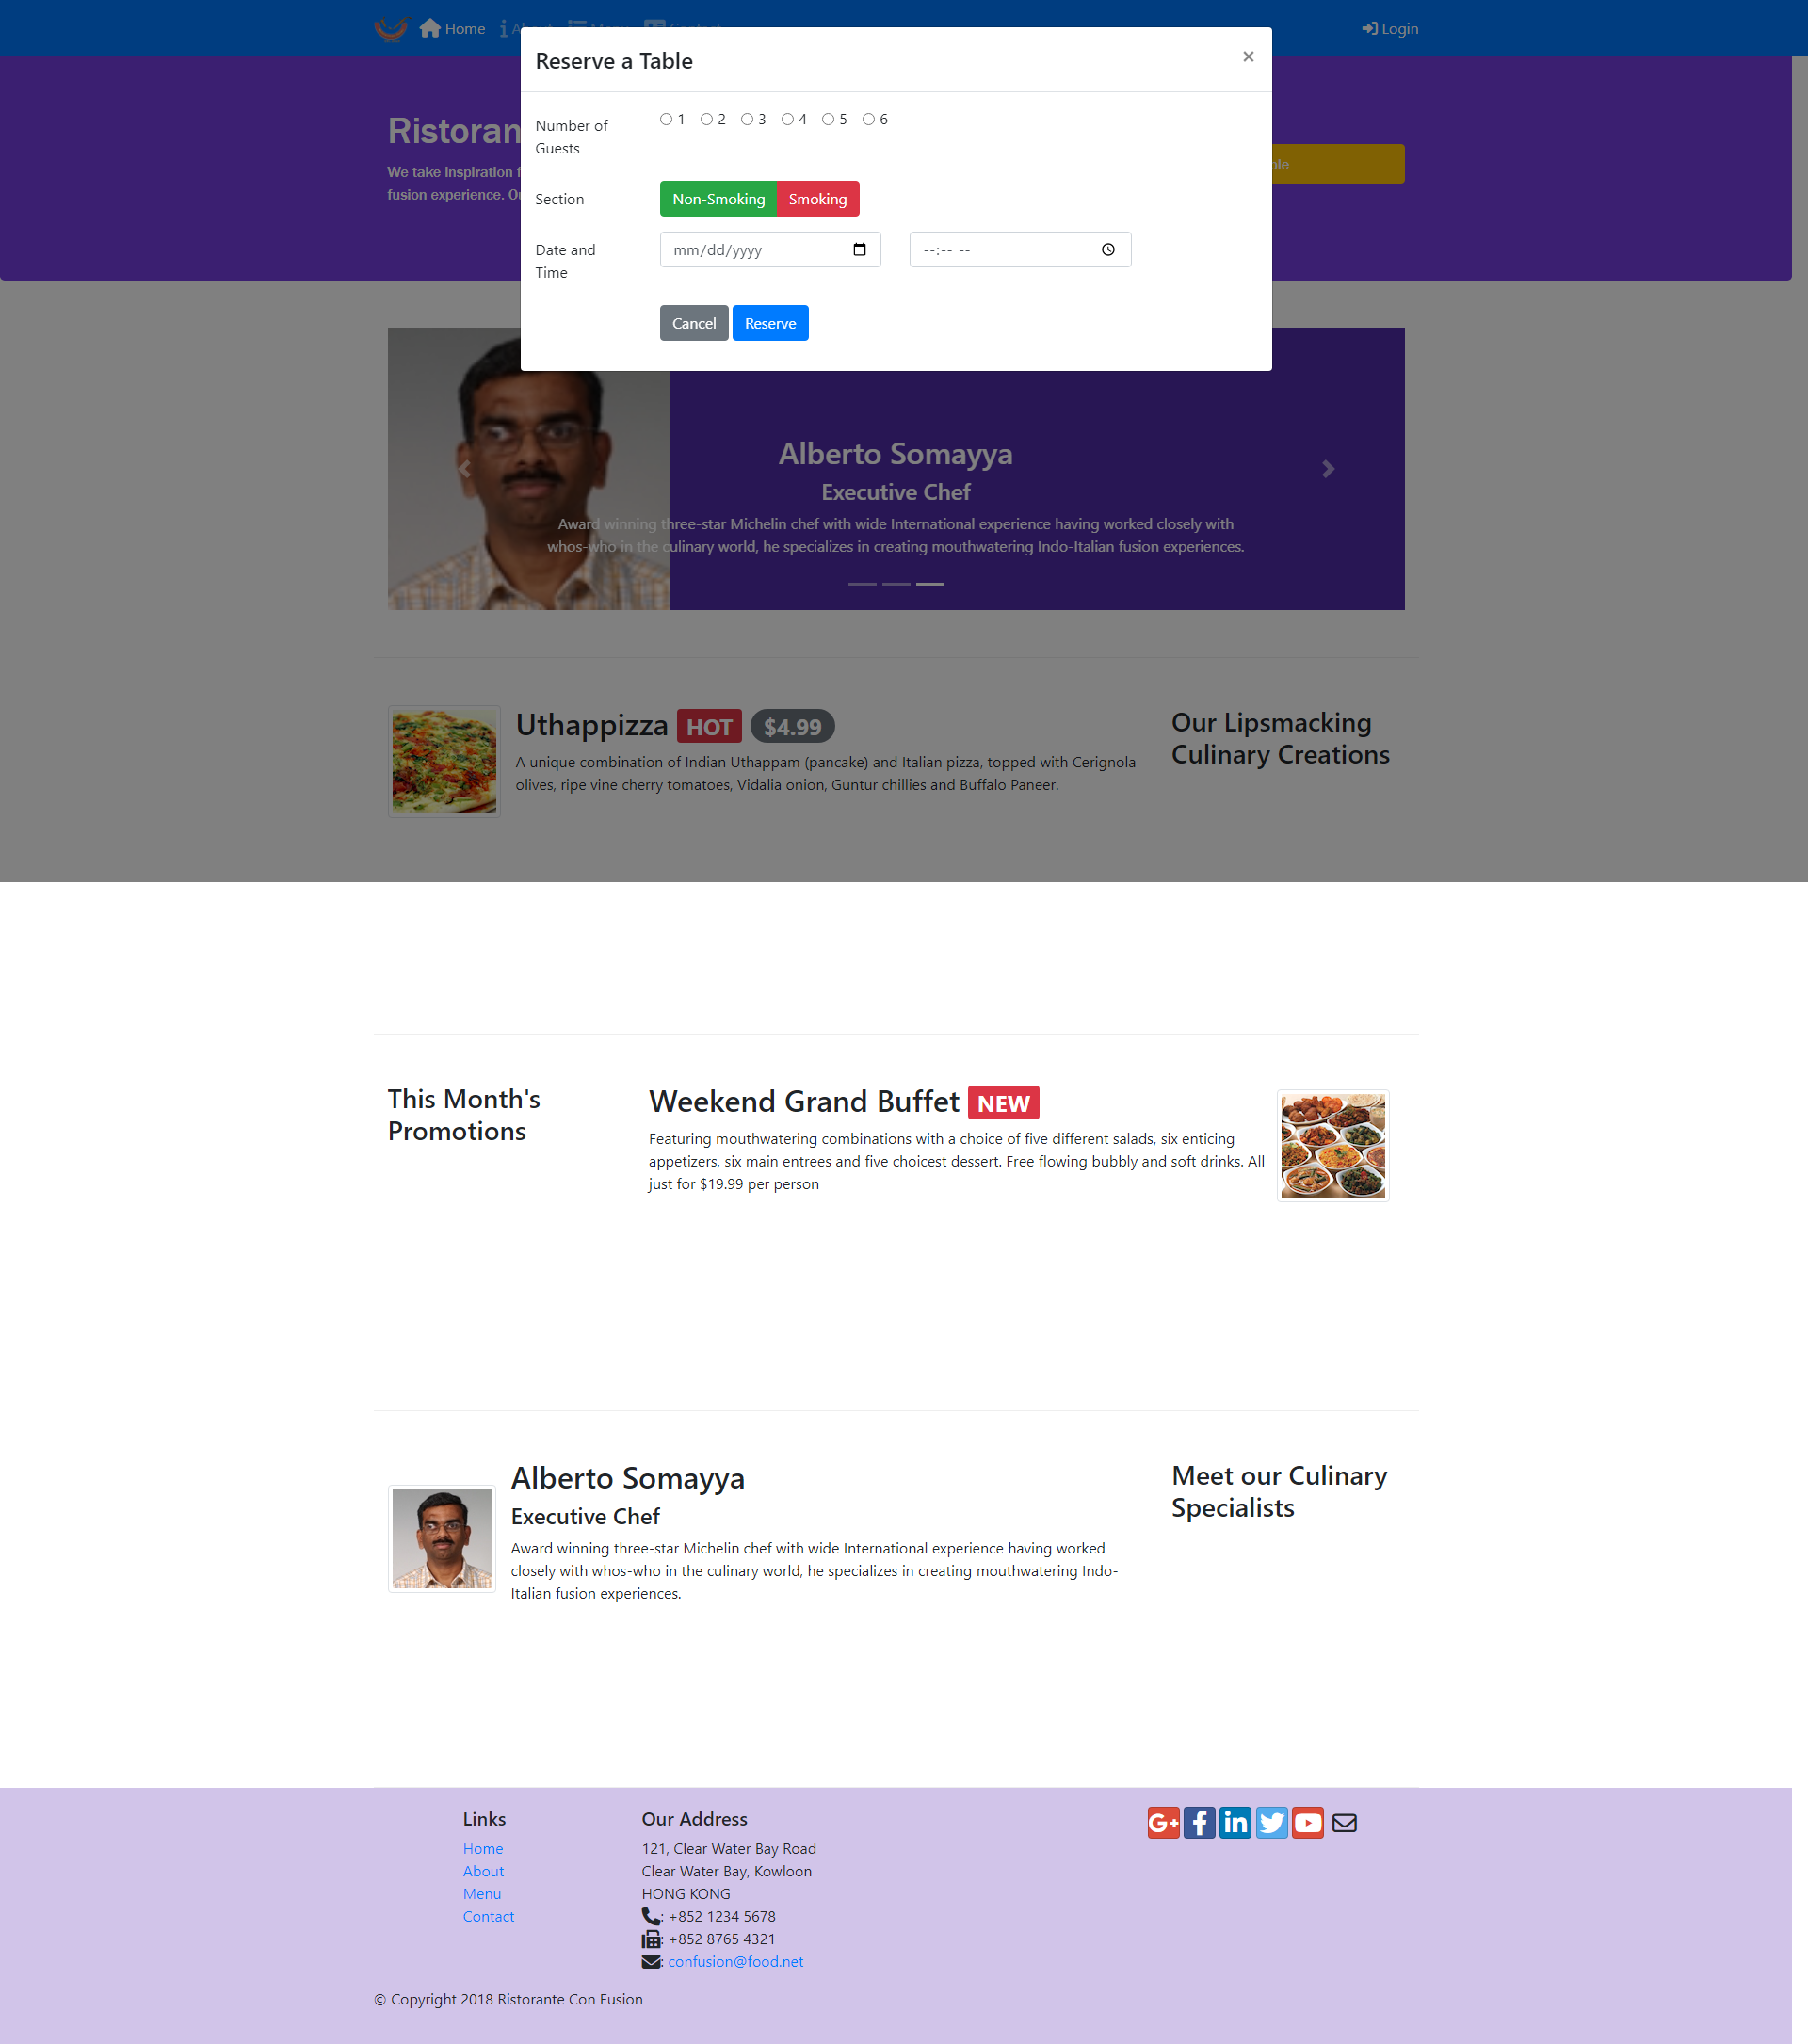 Home
Login
Reserve a Table
×
Number of
Guests
1 2 3 4 5 6
Section
Non-Smoking Smoking
Date and
Time
mm/dd/yyyy
--:-- --
Cancel Reserve
We take inspiration
fusion experience.
Alberto Somayya
Executive Chef
Award winning three-star Michelin chef with wide International experience having worked closely with
whos-who in the culinary world, he specializes in creating mouthwatering Indo-Italian fusion experiences.
Uthappizza HOT $4.99
A unique combination of Indian Uthappam (pancake) and Italian pizza, topped with Cerignola
olives, ripe vine cherry tomatoes, Vidalia onion, Guntur chillies and Buffalo Paneer.
Our Lipsmacking
Culinary Creations
This Month's
Promotions
Weekend Grand Buffet NEW
Featuring mouthwatering combinations with a choice of five different salads, six enticing
appetizers, six main entrees and five choicest dessert. Free flowing bubbly and soft drinks. All
just for $19.99 per person
Alberto Somayya
Executive Chef
Award winning three-star Michelin chef with wide International experience having worked
closely with whos-who in the culinary world, he specializes in creating mouthwatering Indo-
Italian fusion experiences.
Meet our Culinary
Specialists
Links
Home
About
Menu
Contact
Our Address
121, Clear Water Bay Road
Clear Water Bay, Kowloon
HONG KONG
: +852 1234 5678
: +852 8765 4321
: confusion@food.net
© Copyright 2018 Ristorante Con Fusion